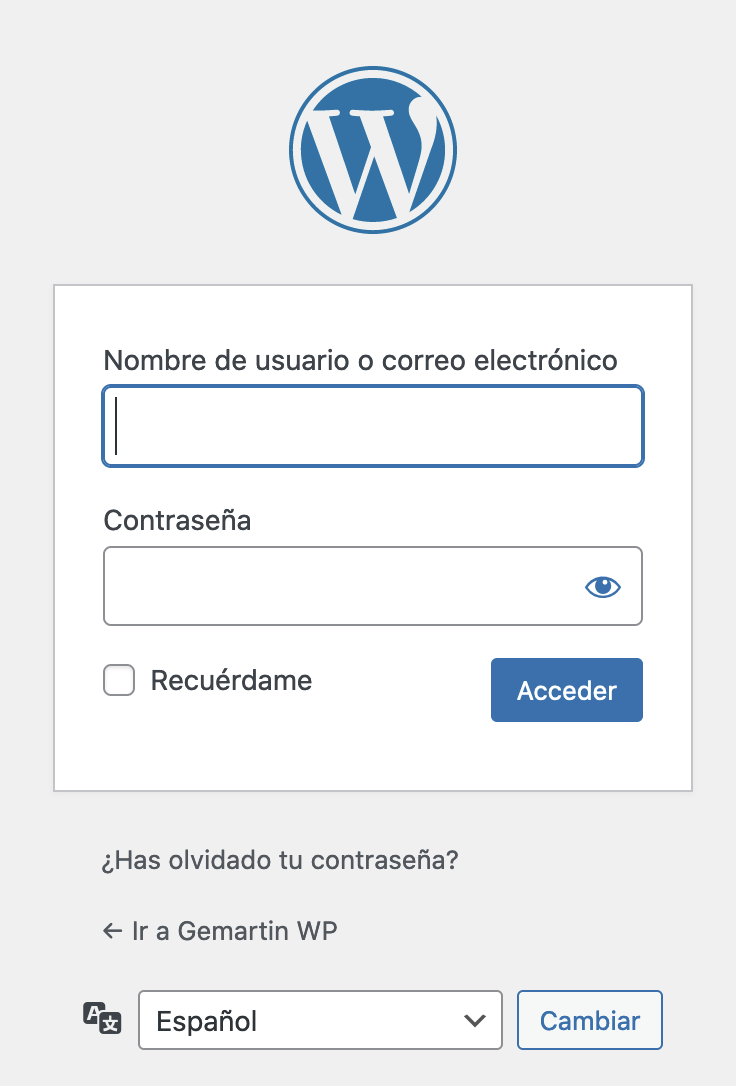 Nombre de usuario o correo electrónico
Contraseña
Recuérdame
Acceder
¿Has olvidado tu contraseña?
← Ir a Gemartin WP
Español
Cambiar